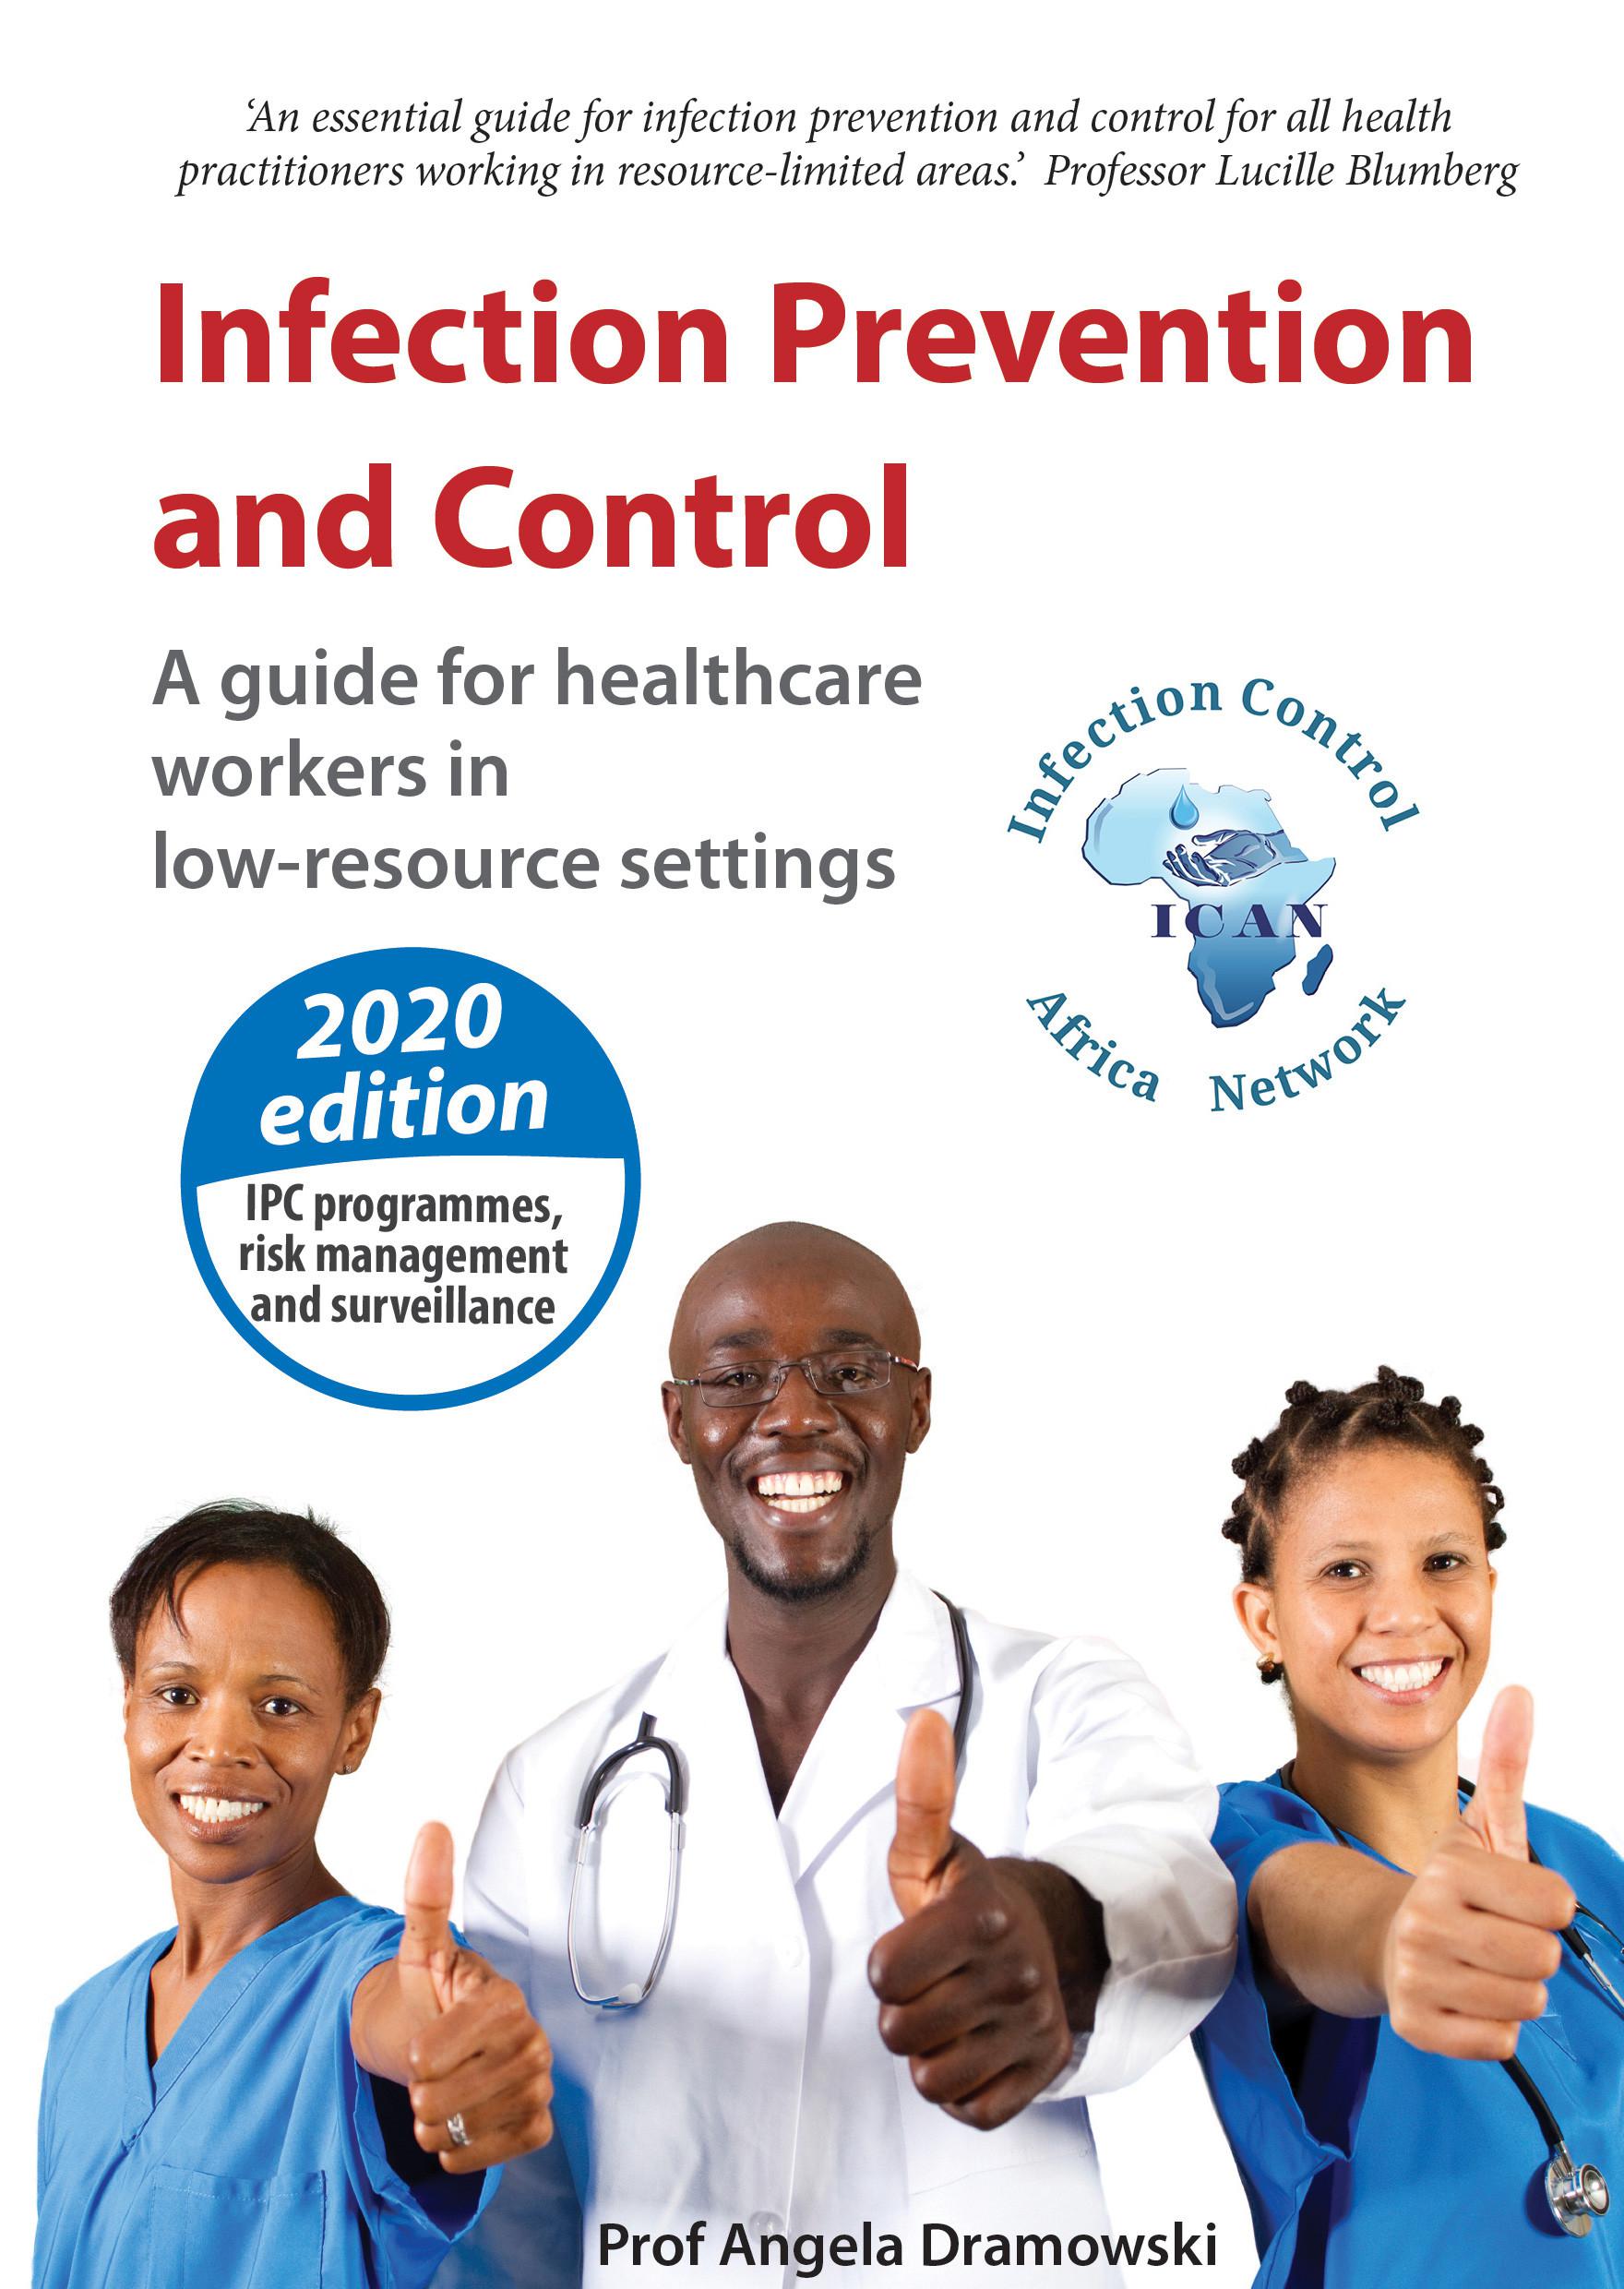 ‘An essential guide for infection prevention and control for all health
practitioners working in resource-limited areas.’ Professor Lucille Blumberg
Infection Prevention
and Control
A guide for healthcare
workers in
low-resource settings
Infection Control
ICAN
Africa Network
2020
edition
IPC programmes,
risk management
and surveillance
Prof Angela Dramowski